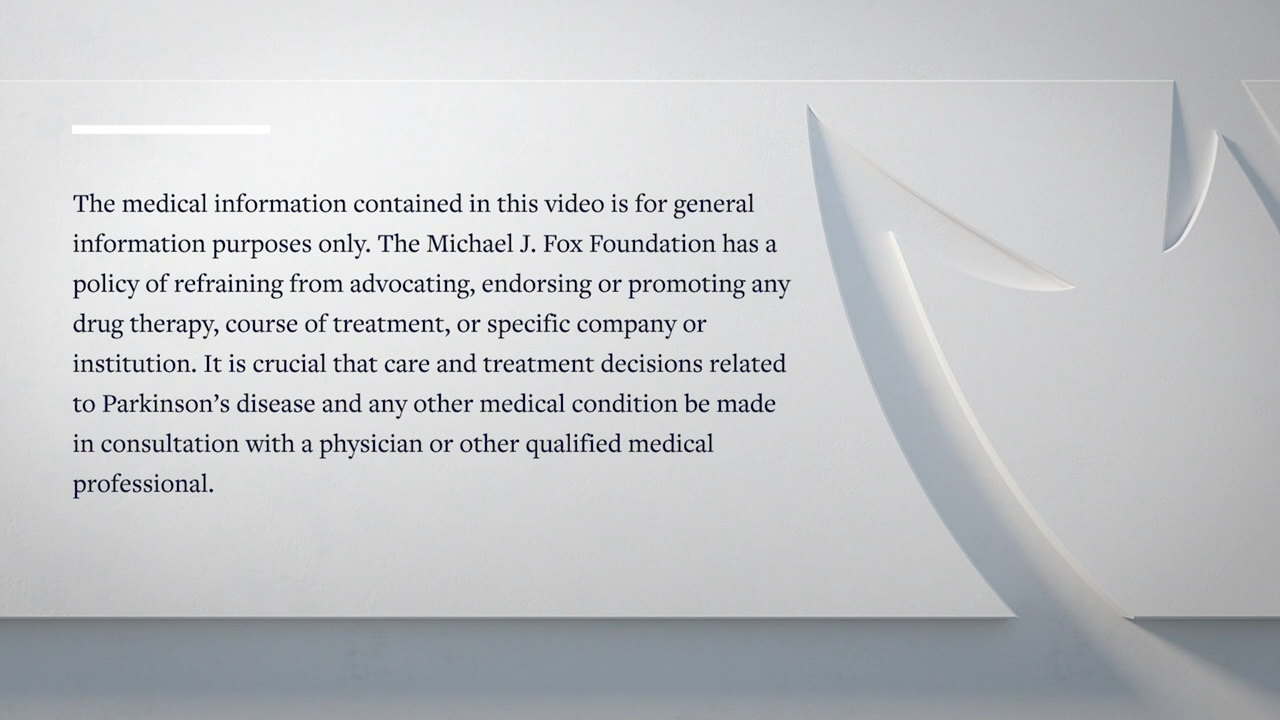 The medical information contained in this video is for general
information purposes only. The Michael J. Fox Foundation has a
policy of refraining from advocating, endorsing or promoting any
drug therapy, course of treatment, or specific company or
institution. It is crucial that care and treatment decisions related
to Parkinson’s disease and any other medical condition be made
in consultation with a physician or other qualified medical
professional.